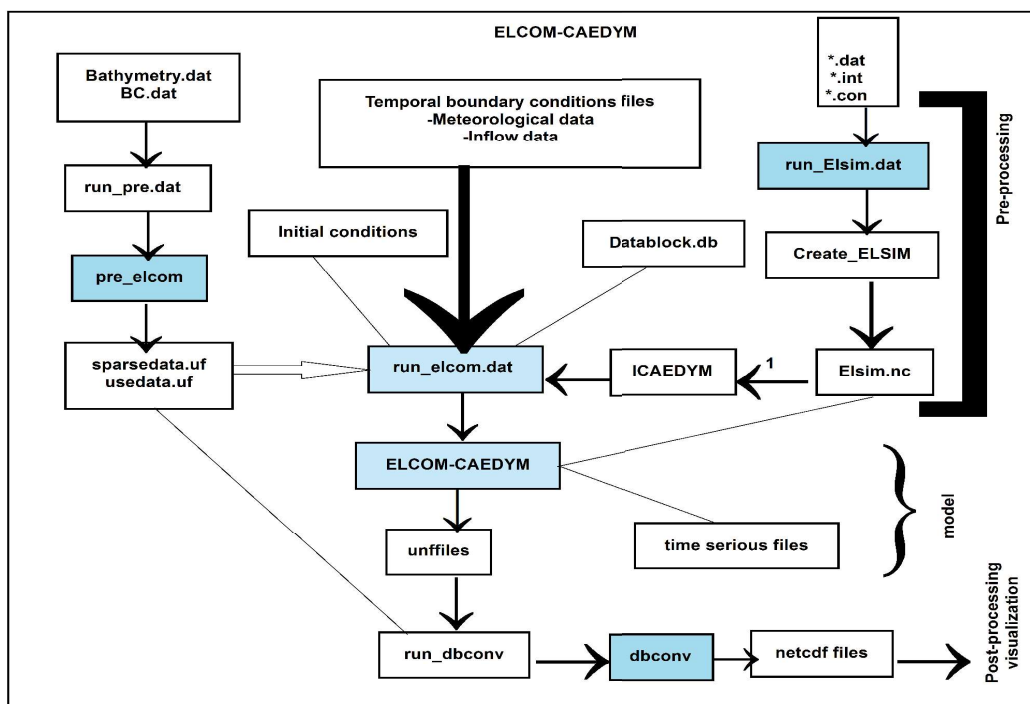 ELCOM-CAEDYM
Bathymetry.dat
BC.dat
Temporal boundary conditions files
-Meteorological data
-Inflow data
*.dat
*.int
*.con
run_pre.dat
run_Elsim.dat
Pre-processing
Initial conditions
Datablock.db
Create_ELSIM
pre_elcom
sparsedata.uf
usedata.uf
run_elcom.dat
ICAEDYM
1
Elsim.nc
ELCOM-CAEDYM
model
unffiles
time serious files
run_dbconv
dbconv
netcdf files
Post-processing
visualization